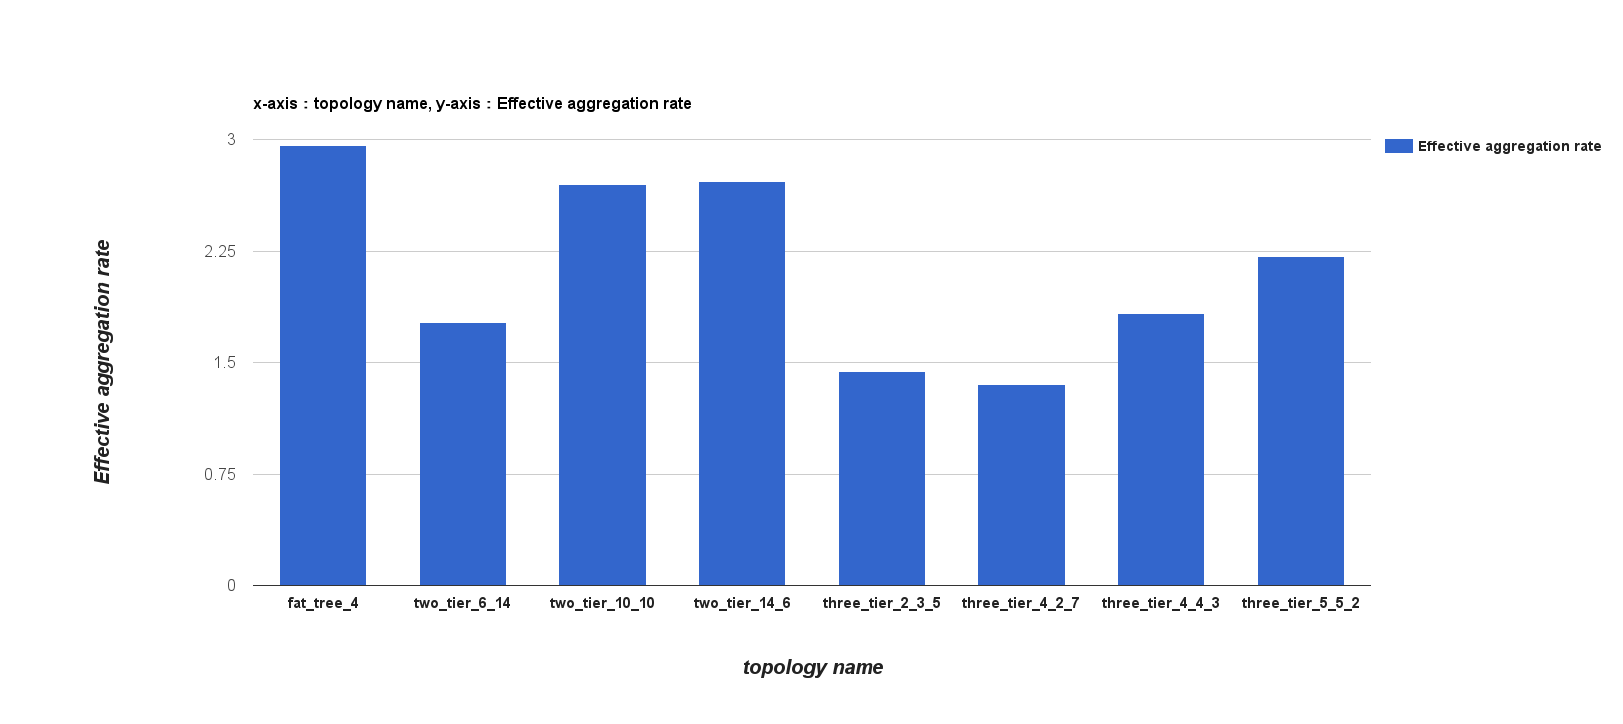 x-axis : topology name, y-axis : Effective aggregation rate
Effective aggregation rate
3
2.25
1.5
0.75
0
Effective aggregation rate
fat_tree_4 two_tier_6_14 two_tier_10_10 two_tier_14_6 three_tier_2_3_5 three_tier_4_2_7 three_tier_4_4_3 three_tier_5_5_2
topology name